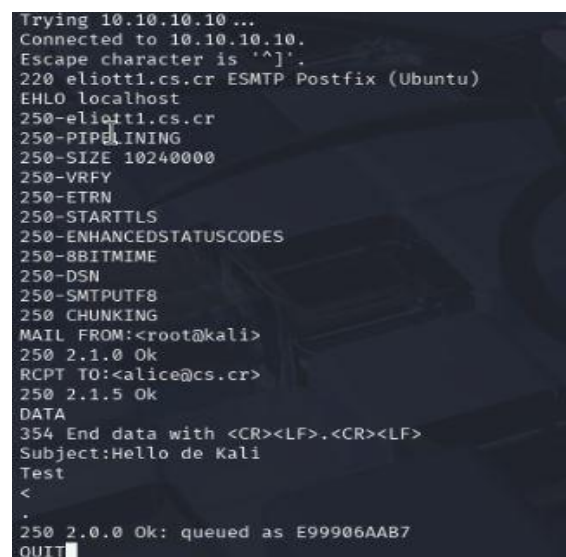 Trying 10.10.10.10 ...
Connected to 10.10.10.10.
Escape character is '^]'.
220 eliott1.cs.cr ESMTP Postfix (Ubuntu)
EHLO localhost
250-eliott1.cs.cr
250-PIPELINING
250-SIZE 10240000
250-VRFY
250-ETRN
250-STARTTLS
250-ENHANCEDSTATUSCODES
250-8BITMIME
250-DSN
250-SMTPUTF8
250 CHUNKING
MAIL FROM:<root@kali>
250 2.1.0 Ok
RCPT TO:<alice@cs.cr>
250 2.1.5 Ok
DATA
354 End data with <CR><LF>.<CR><LF>
Subject:Hello de Kali
Test
<
.
250 2.0.0 Ok: queued as E99906AAB7
QUIT